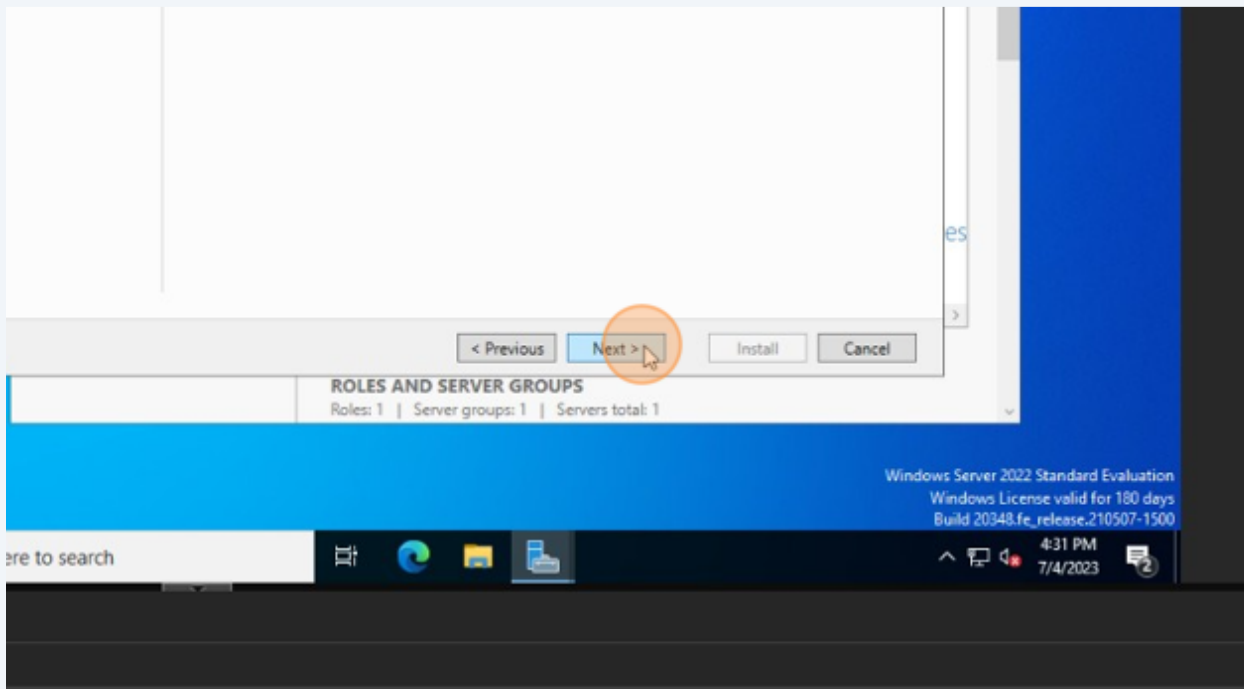 es
< Previous
Next >
Install
Cancel
ROLES AND SERVER GROUPS
Roles: 1 | Server groups: 1 | Servers total: 1
Windows Server 2022 Standard Evaluation
Windows License valid for 180 days
Build 20348.fe_release.210507-1500
ere to search
4:31 PM
7/4/2023
2